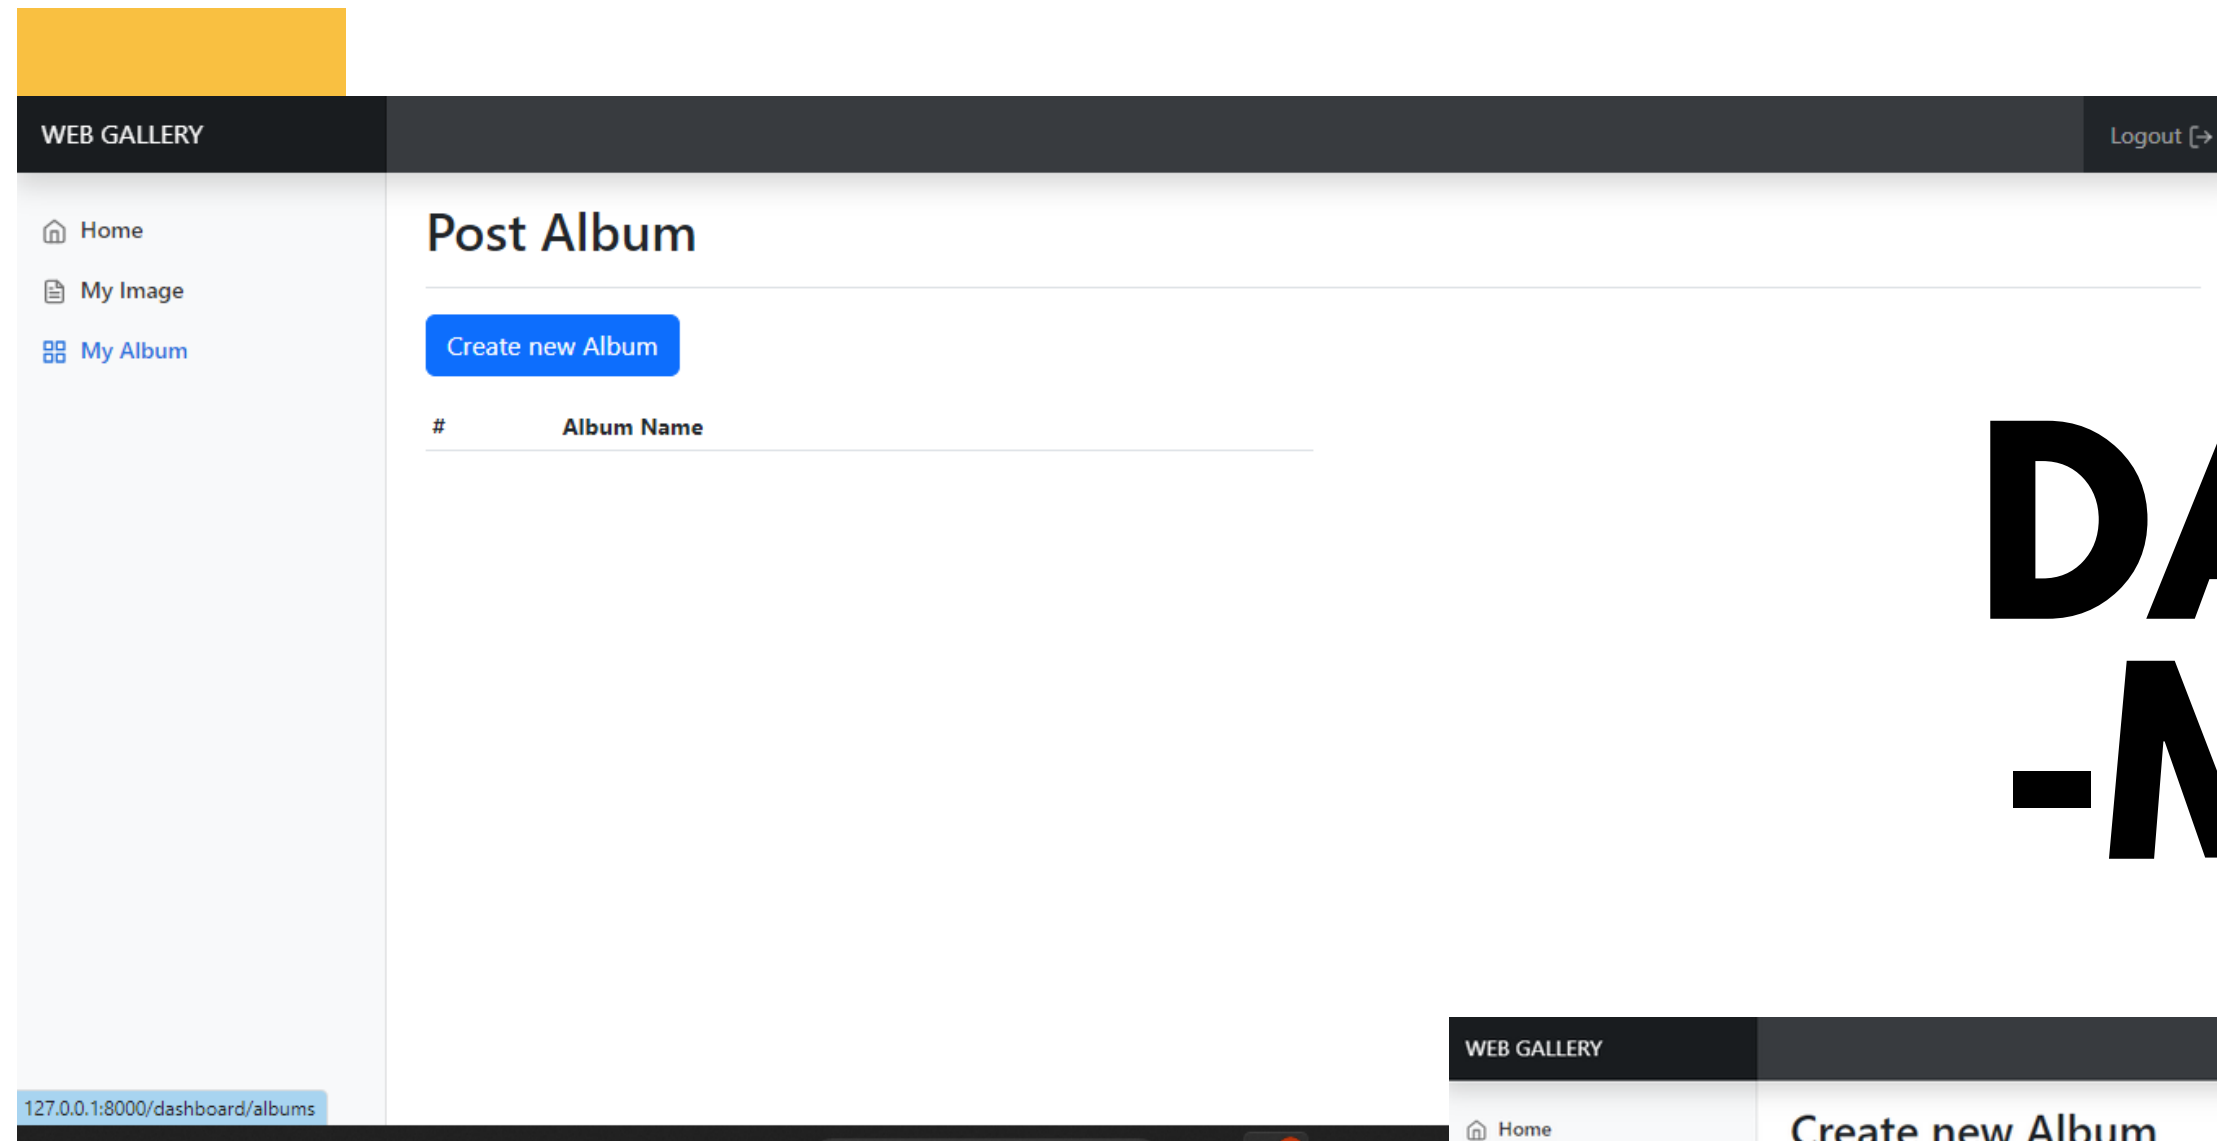 WEB GALLERY
Logout
Home
My Image
My Album
Post Album
Create new Album
# Album Name
DA
-M
127.0.0.1:8000/dashboard/albums
WEB GALLERY
Home
Create new Album